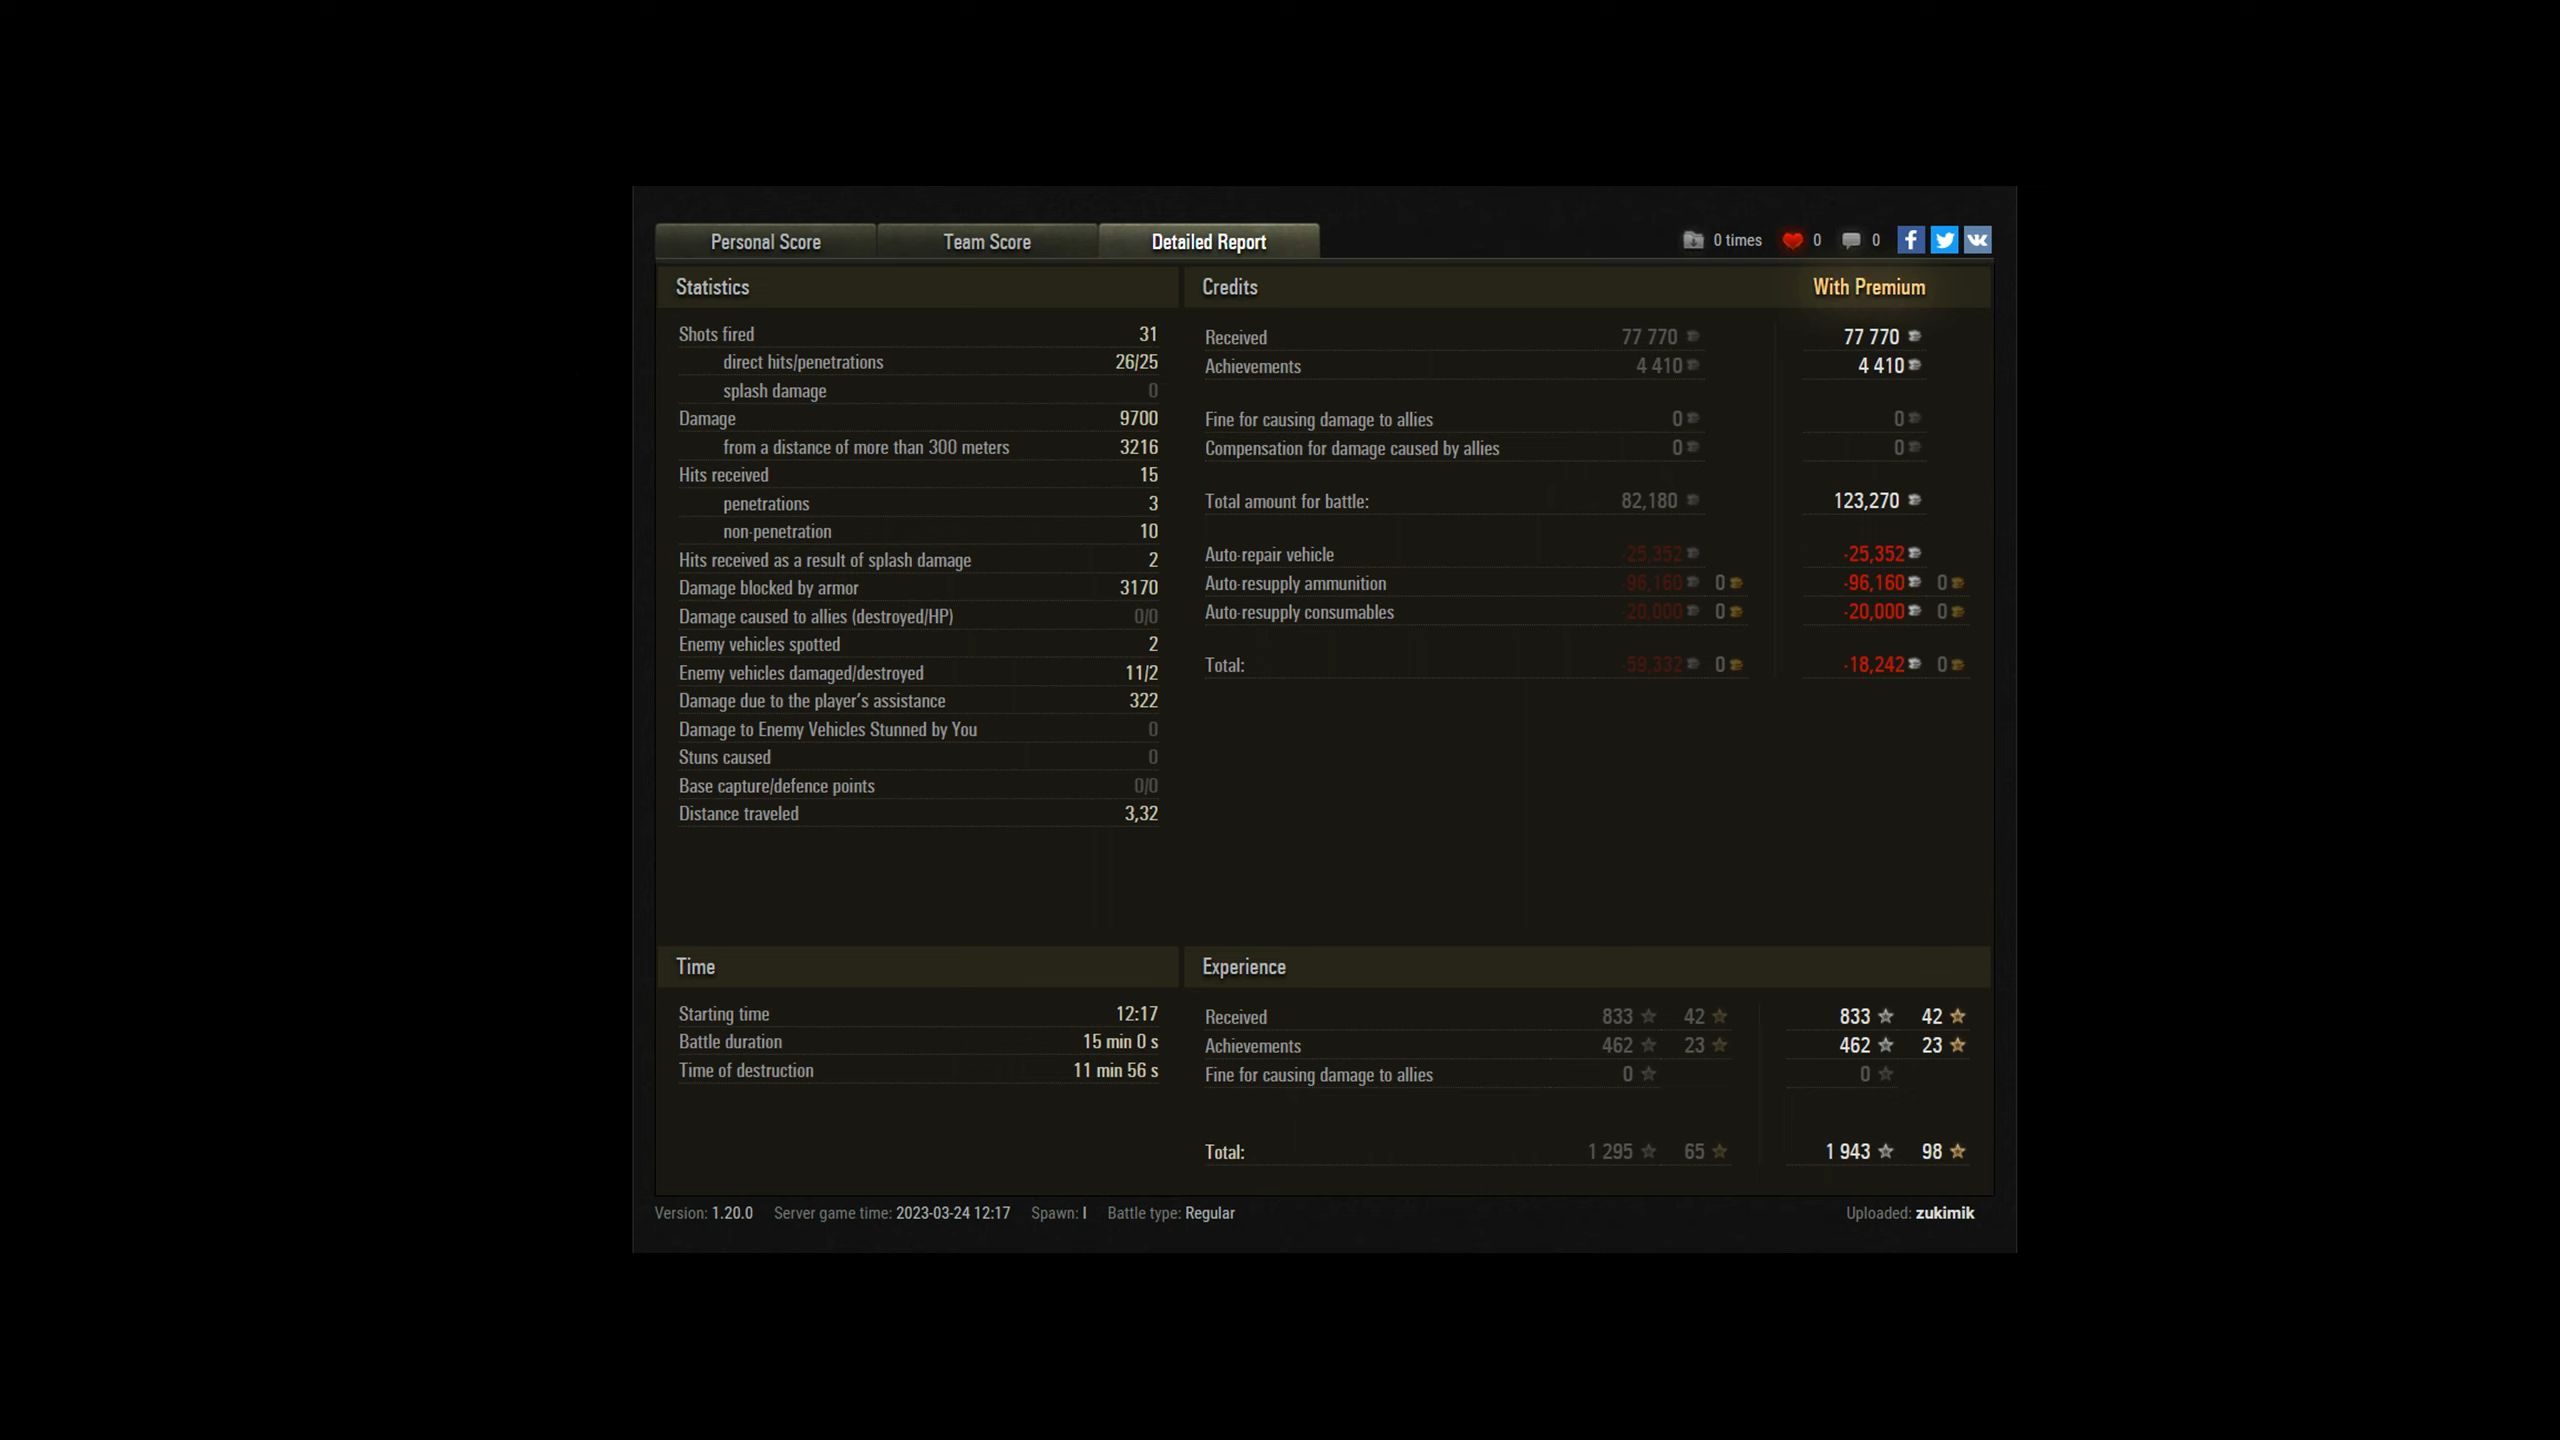 Personal Score Team Score Detailed Report 0 times 0 0
Statistics
Shots fired 31
direct hits/penetrations 26/25
splash damage 0
Damage 9700
from a distance of more than 300 meters 3216
Hits received 15
penetrations 3
non-penetration 10
Hits received as a result of splash damage 2
Damage blocked by armor 3170
Damage caused to allies (destroyed/HP) 0/0
Enemy vehicles spotted 2
Enemy vehicles damaged/destroyed 11/2
Damage due to the player's assistance 322
Damage to Enemy Vehicles Stunned by You 0
Stuns caused 0
Base capture/defence points 0/0
Distance traveled 3,32
Credits With Premium
Received 77 770 77 770
Achievements 4 410 4 410
Fine for causing damage to allies 0 0
Compensation for damage caused by allies 0 0
Total amount for battle: 82,180 123,270
Auto-repair vehicle -25,352 -25,352
Auto-resupply ammunition -96,160 0 -96,160 0
Auto-resupply consumables -20,000 0 -20,000 0
Total: -59,332 0 -18,242 0
Time
Starting time 12:17
Battle duration 15 min 0 s
Time of destruction 11 min 56 s
Experience
Received 833 42 833 42
Achievements 462 23 462 23
Fine for causing damage to allies 0 0
Total: 1 295 65 1 943 98
Version: 1.20.0 Server game time: 2023-03-24 12:17 Spawn: I Battle type: Regular Uploaded: zukimik